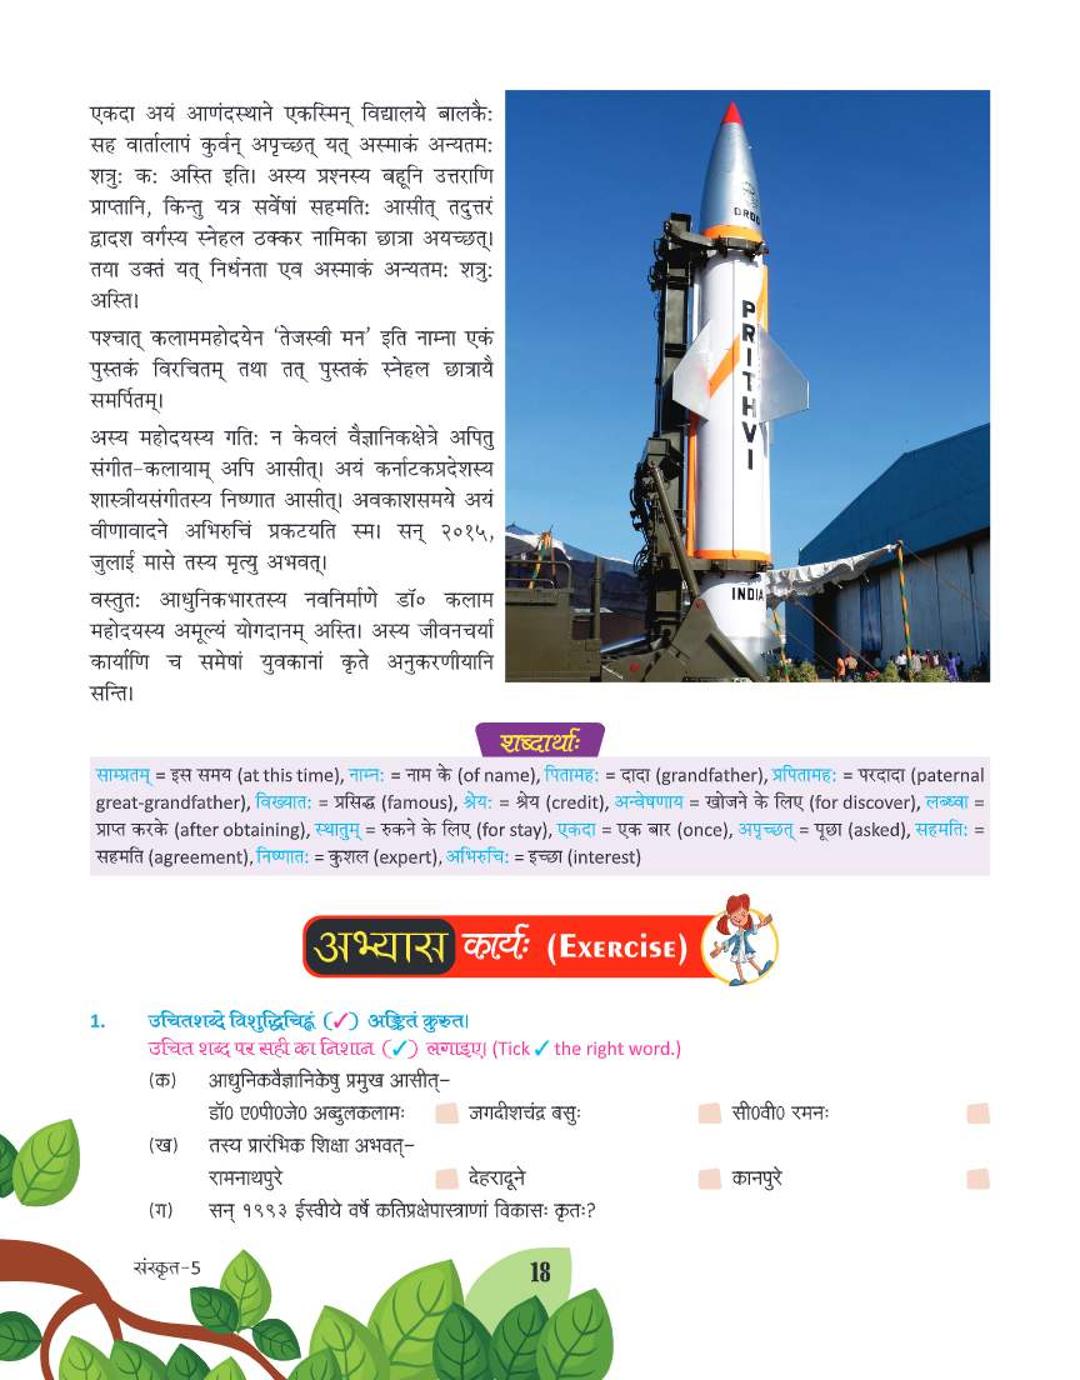 एकदा अयं आणंदस्थाने एकस्मिन् विद्यालये बालकैः
सह वार्तालापं कुर्वन् अपृच्छत् यत् अस्माकं अन्यतमः
शत्रुः कः अस्ति इति। अस्य प्रश्नस्य बहूनि उत्तराणि
प्राप्तानि, किन्तु यत्र सर्वेषां सहमतिः आसीत् तदुत्तरं
द्वादश वर्गस्य स्नेहल ठक्कर नामिका छात्रा अयच्छत्।
तया उक्तं यत् निर्धनता एव अस्माकं अन्यतमः शत्रुः
अस्ति।
पश्चात् कलाममहोदयेन ‘तेजस्वी मन’ इति नाम्ना एकं
पुस्तकं विरचितम् तथा तत् पुस्तकं स्नेहल छात्रायै
समर्पितम्।
अस्य महोदयस्य गतिः न केवलं वैज्ञानिकक्षेत्रे अपितु
संगीत-कलायाम् अपि आसीत्। अयं कर्नाटकप्रदेशस्य
शास्त्रीयसंगीतस्य निष्णात आसीत्। अवकाशसमये अयं
वीणावादने अभिरुचिं प्रकटयति स्म। सन् २०१५,
जुलाई मासे तस्य मृत्यु अभवत्।
वस्तुतः आधुनिकभारतस्य नवनिर्माणे डॉ० कलाम
महोदयस्य अमूल्यं योगदानम् अस्ति। अस्य जीवनचर्या
कार्याणि च समेषां युवकानां कृते अनुकरणीयानि
सन्ति।
DRDO
PRITHVI
INDIA
शब्दार्थाः
साम्प्रतम् = इस समय (at this time), नाम्नः = नाम के (of name), पितामहः = दादा (grandfather), प्रपितामहः = परदादा (paternal
great-grandfather), विख्यातः = प्रसिद्ध (famous), श्रेयः = श्रेय (credit), अन्वेषणाय = खोजने के लिए (for discover), लब्ध्वा =
प्राप्त करके (after obtaining), स्थातुम् = रुकने के लिए (for stay), एकदा = एक बार (once), अपृच्छत् = पूछा (asked), सहमतिः =
सहमति (agreement), निष्णातः = कुशल (expert), अभिरुचिः = इच्छा (interest)
अभ्यास कार्यः (EXERCISE)
1. उचितशब्दे विशुद्धिचिह्नं (✓) अङ्कितं कुरुत।
उचित शब्द पर सही का निशान (✓) लगाइए। (Tick ✓ the right word.)
(क) आधुनिकवैज्ञानिकेषु प्रमुख आसीत्–
डॉ0 ए0पी0जे0 अब्दुलकलामः जगदीशचंद्र बसुः सी0वी0 रमनः
(ख) तस्य प्रारंभिक शिक्षा अभवत्–
रामनाथपुरे देहरादूने कानपुरे
(ग) सन् १९९३ ईस्वीये वर्षे कतिप्रक्षेपास्त्राणां विकासः कृतः?
संस्कृत-5
18